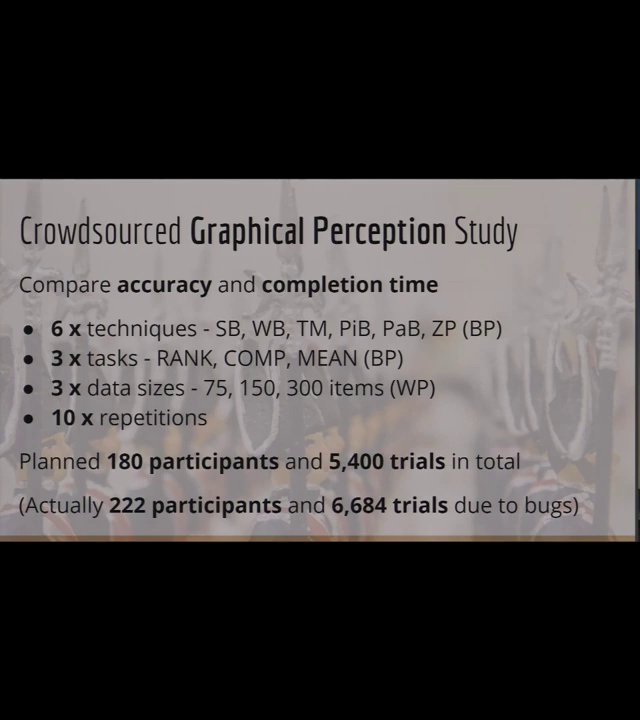 Crowdsourced Graphical Perception Study
Compare accuracy and completion time
● 6 x techniques - SB, WB, TM, PiB, PaB, ZP (BP)
● 3 x tasks - RANK, COMP, MEAN (BP)
● 3 x data sizes - 75, 150, 300 items (WP)
● 10 x repetitions
Planned 180 participants and 5,400 trials in total
(Actually 222 participants and 6,684 trials due to bugs)